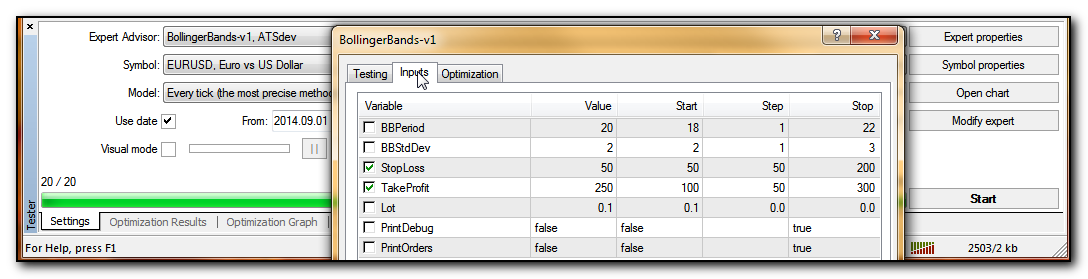 Expert Advisor: BollingerBands-v1, ATSdev
Expert properties
Symbol: EURUSD, Euro vs US Dollar
Symbol properties
Model: Every tick (the most precise metho
Open chart
Use date From: 2014.09.01
Modify expert
Visual mode
20 / 20
Start
Tester
Settings Optimization Results Optimization Graph
For Help, press F1
2503/2 kb
BollingerBands-v1
Testing Inputs Optimization
Variable Value Start Step Stop
BBPeriod 20 18 1 22
BBStdDev 2 2 1 3
StopLoss 50 50 50 200
TakeProfit 250 100 50 300
Lot 0.1 0.1 0.0 0.0
PrintDebug false false true
PrintOrders false false true